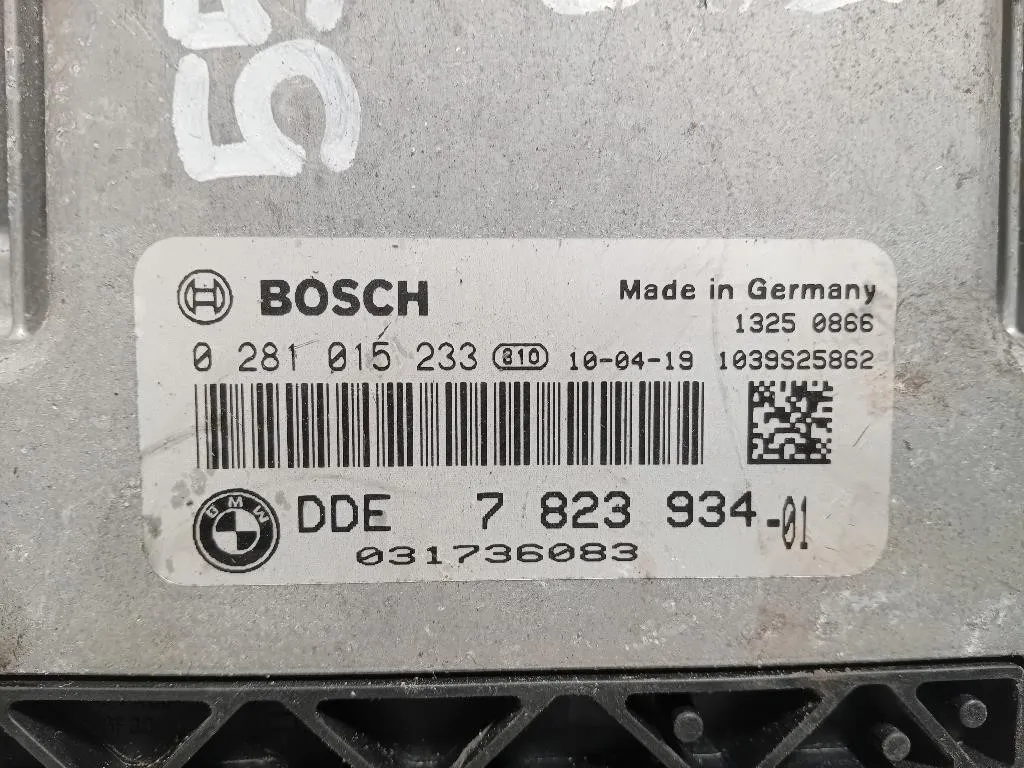 BOSCH
Made in Germany
1325 0866
0 281 015 233 810 10-04-19 1039S25862
BMW DDE 7 823 934-01
031736083